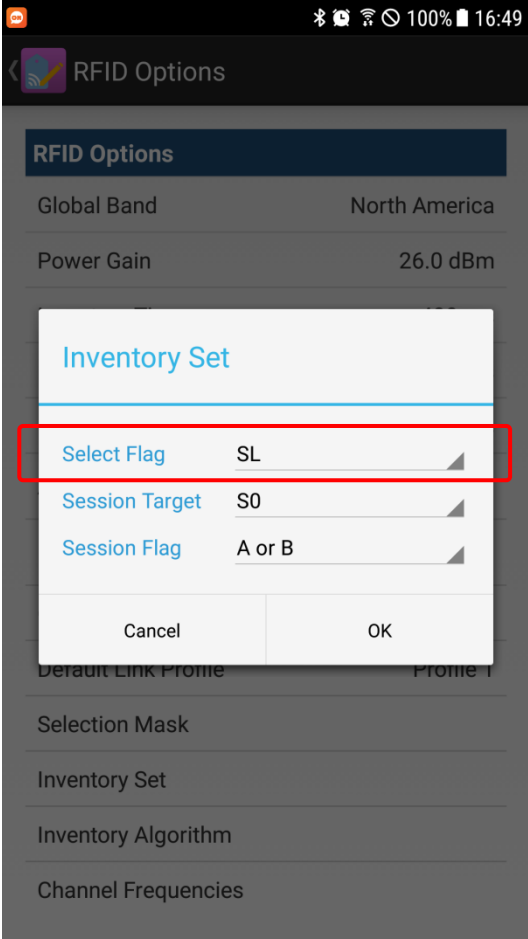 100% 16:49
RFID Options
RFID Options
Global Band North America
Power Gain 26.0 dBm
Inventory Set
Select Flag SL
Session Target S0
Session Flag A or B
Cancel OK
Default Link Profile Profile 1
Selection Mask
Inventory Set
Inventory Algorithm
Channel Frequencies